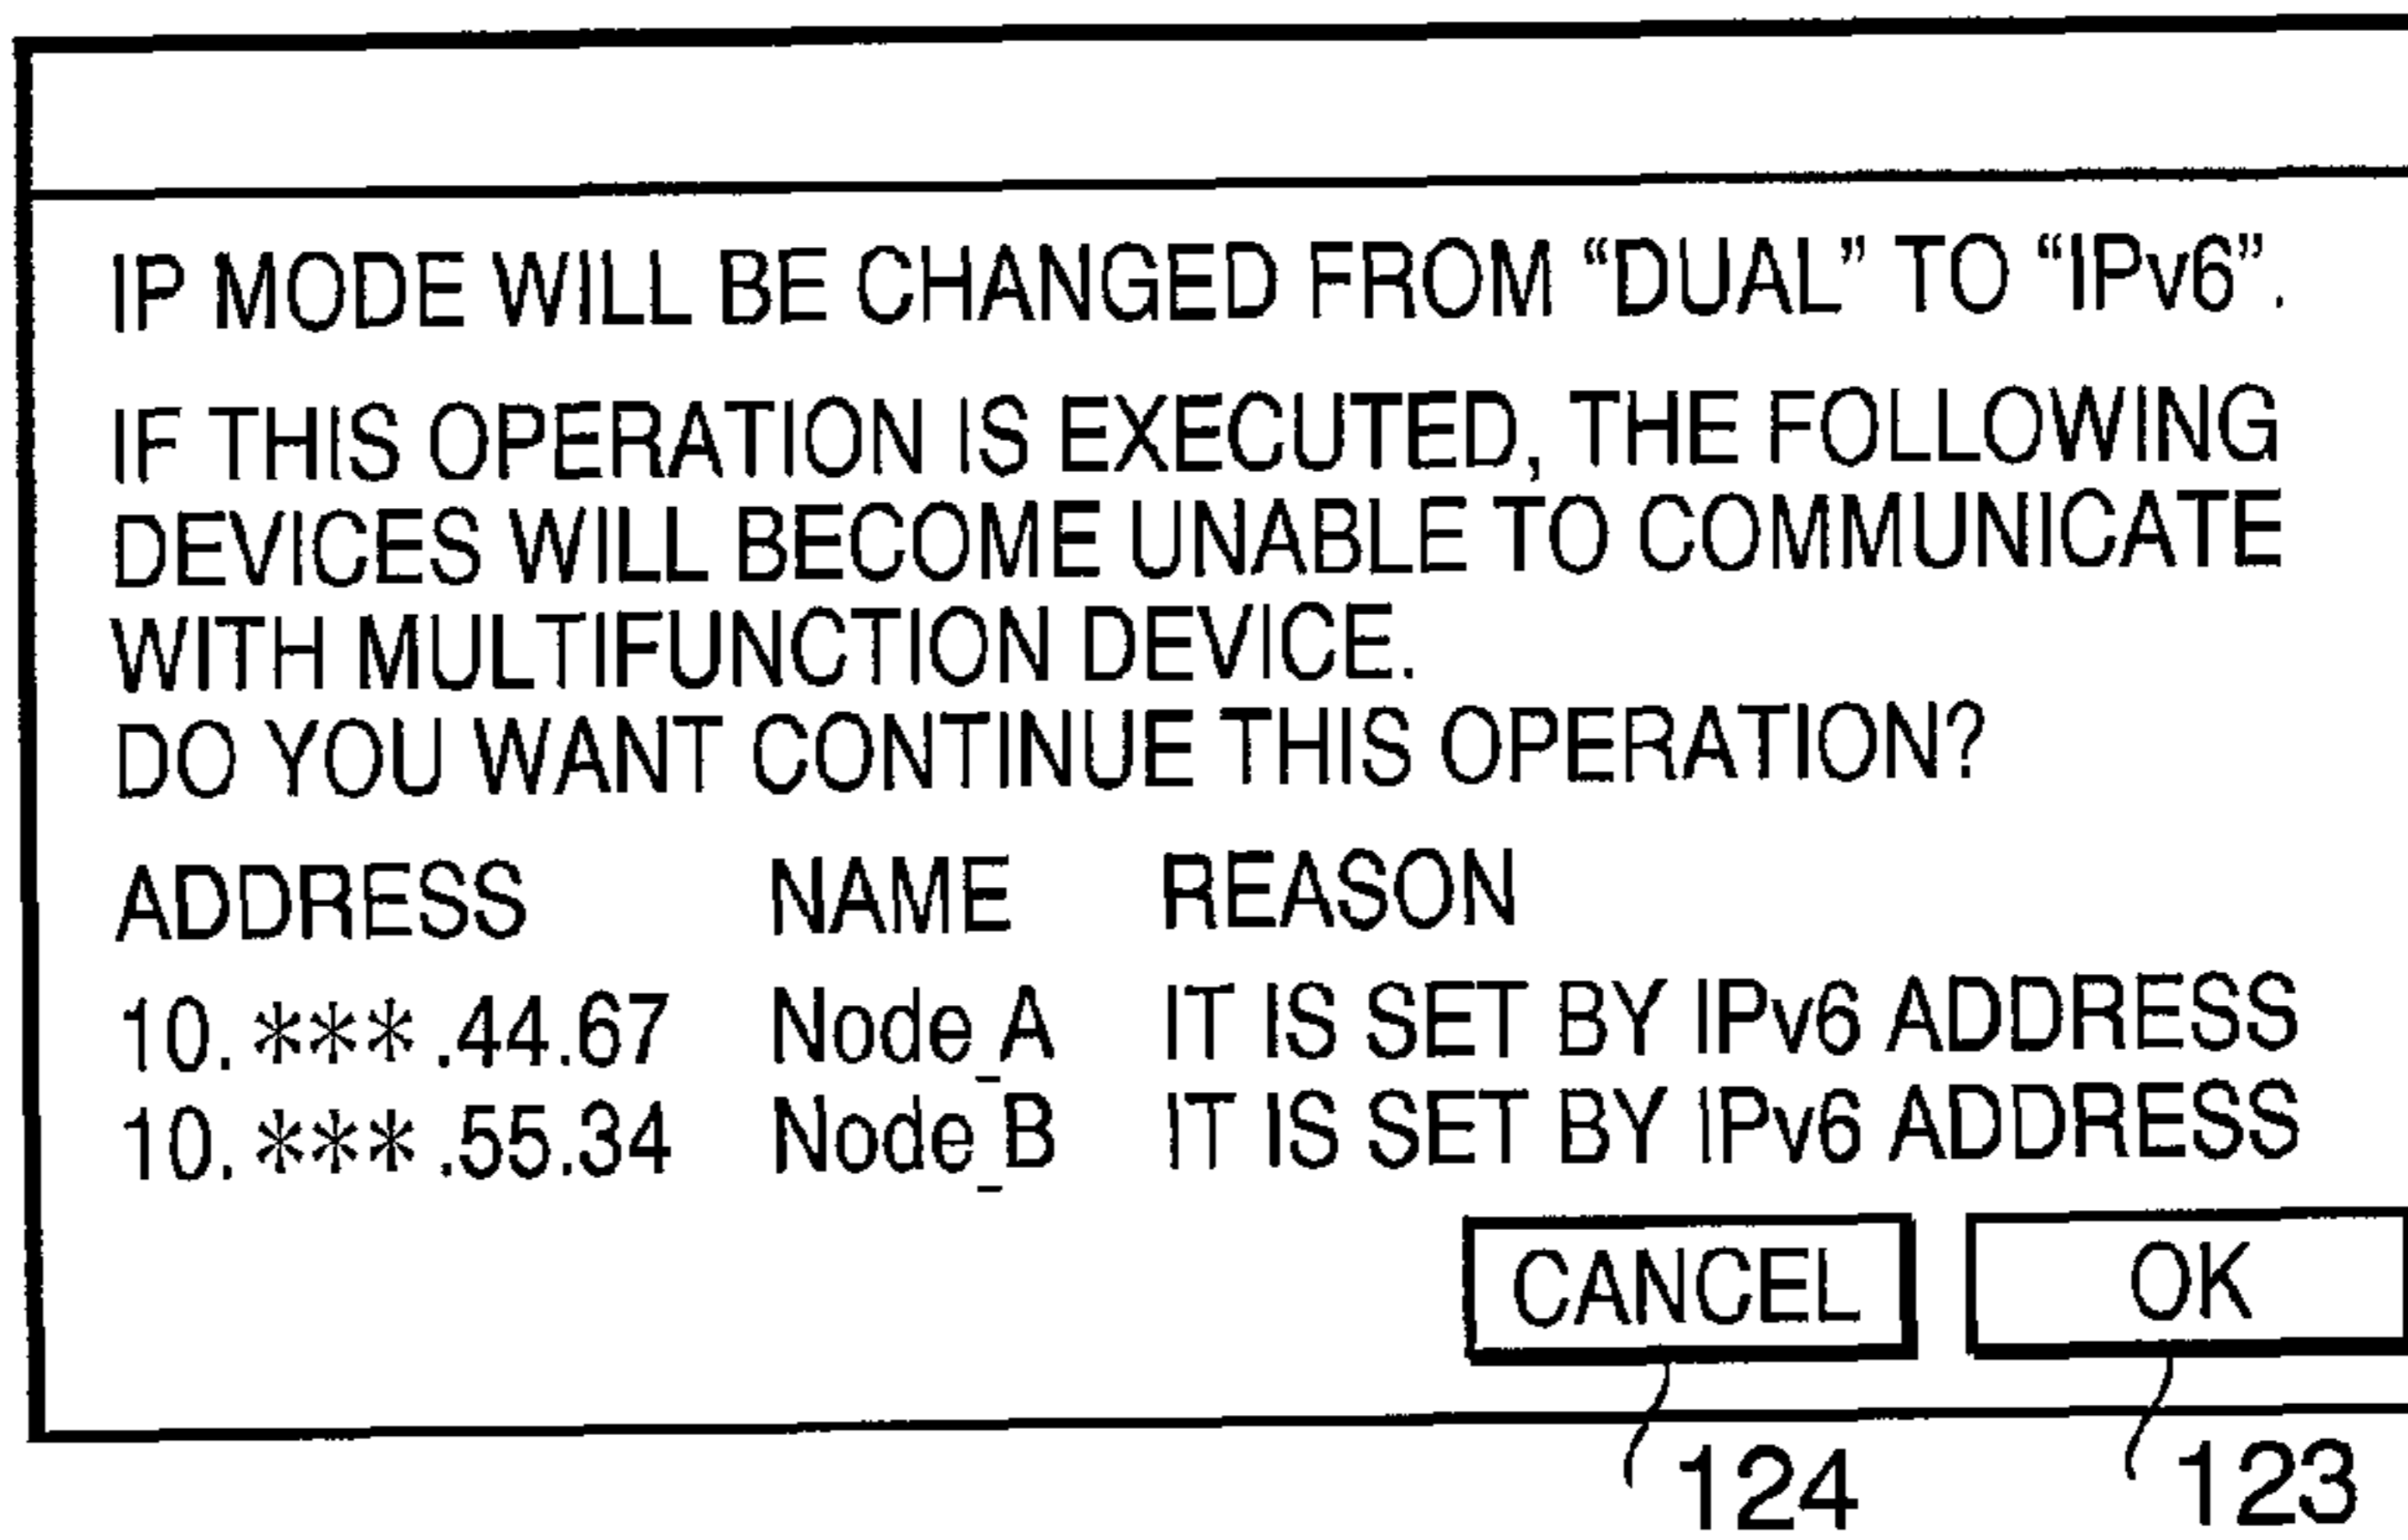 IP MODE WILL BE CHANGED FROM “DUAL” TO “IPv6”.
IF THIS OPERATION IS EXECUTED, THE FOLLOWING
DEVICES WILL BECOME UNABLE TO COMMUNICATE
WITH MULTIFUNCTION DEVICE.
DO YOU WANT CONTINUE THIS OPERATION?
ADDRESS NAME REASON
10.***.44.67 Node_A IT IS SET BY IPv6 ADDRESS
10.***.55.34 Node_B IT IS SET BY IPv6 ADDRESS
CANCEL OK
124 123